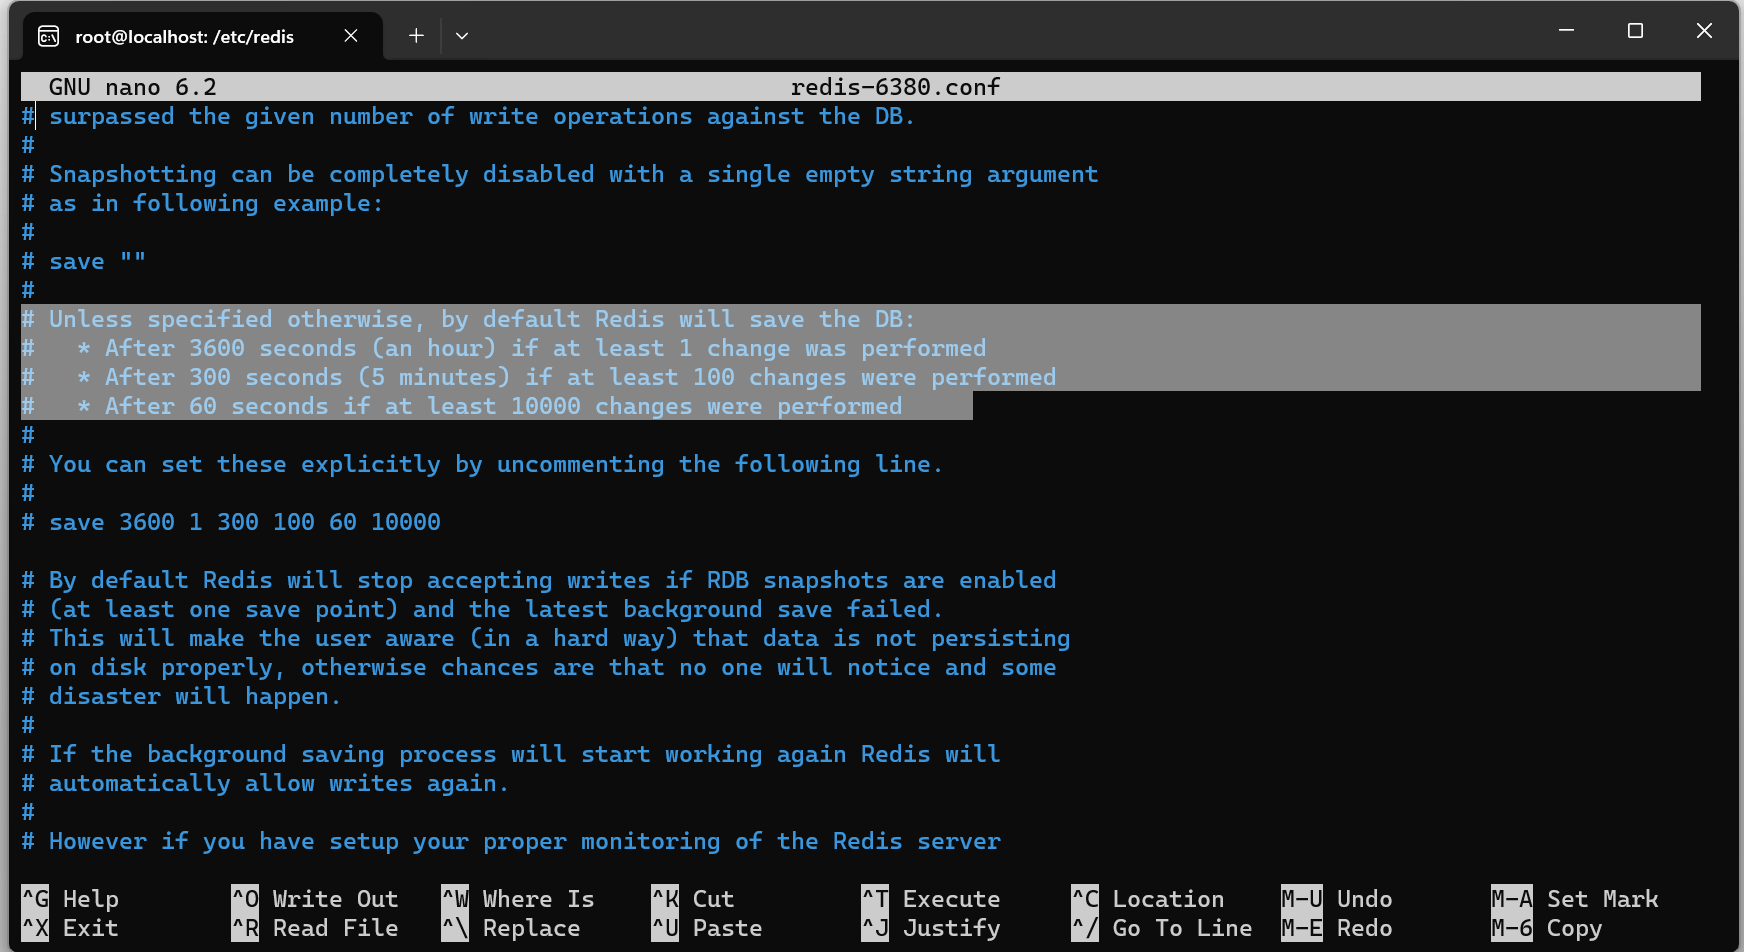 root@localhost: /etc/redis
GNU nano 6.2 redis-6380.conf
# surpassed the given number of write operations against the DB.
#
# Snapshotting can be completely disabled with a single empty string argument
# as in following example:
#
# save ""
#
# Unless specified otherwise, by default Redis will save the DB:
#   * After 3600 seconds (an hour) if at least 1 change was performed
#   * After 300 seconds (5 minutes) if at least 100 changes were performed
#   * After 60 seconds if at least 10000 changes were performed
#
# You can set these explicitly by uncommenting the following line.
#
# save 3600 1 300 100 60 10000

# By default Redis will stop accepting writes if RDB snapshots are enabled
# (at least one save point) and the latest background save failed.
# This will make the user aware (in a hard way) that data is not persisting
# on disk properly, otherwise chances are that no one will notice and some
# disaster will happen.
#
# If the background saving process will start working again Redis will
# automatically allow writes again.
#
# However if you have setup your proper monitoring of the Redis server
^G Help ^O Write Out ^W Where Is ^K Cut ^T Execute ^C Location M-U Undo M-A Set Mark
^X Exit ^R Read File ^\ Replace ^U Paste ^J Justify ^/ Go To Line M-E Redo M-6 Copy